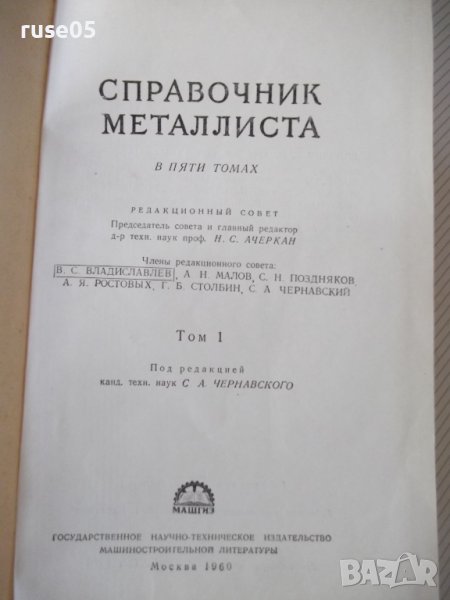 ruse05
СПРАВОЧНИК
МЕТАЛЛИСТА
В ПЯТИ ТОМАХ
РЕДАКЦИОННЫЙ СОВЕТ
Председатель совета и главный редактор
д-р техн. наук проф. Н. С. АЧЕРКАН
Члены редакционного совета:
В. С. ВЛАДИСЛАВЛЕВ, А. Н. МАЛОВ, С. Н. ПОЗДНЯКОВ,
А. Я. РОСТОВЫХ, Г. Б. СТОЛБИН, С. А. ЧЕРНАВСКИЙ
Том 1
Под редакцией
канд. техн. наук С. А. ЧЕРНАВСКОГО
МАШГИЗ
ГОСУДАРСТВЕННОЕ НАУЧНО-ТЕХНИЧЕСКОЕ ИЗДАТЕЛЬСТВО
МАШИНОСТРОИТЕЛЬНОЙ ЛИТЕРАТУРЫ
Москва 1960
BAZAR